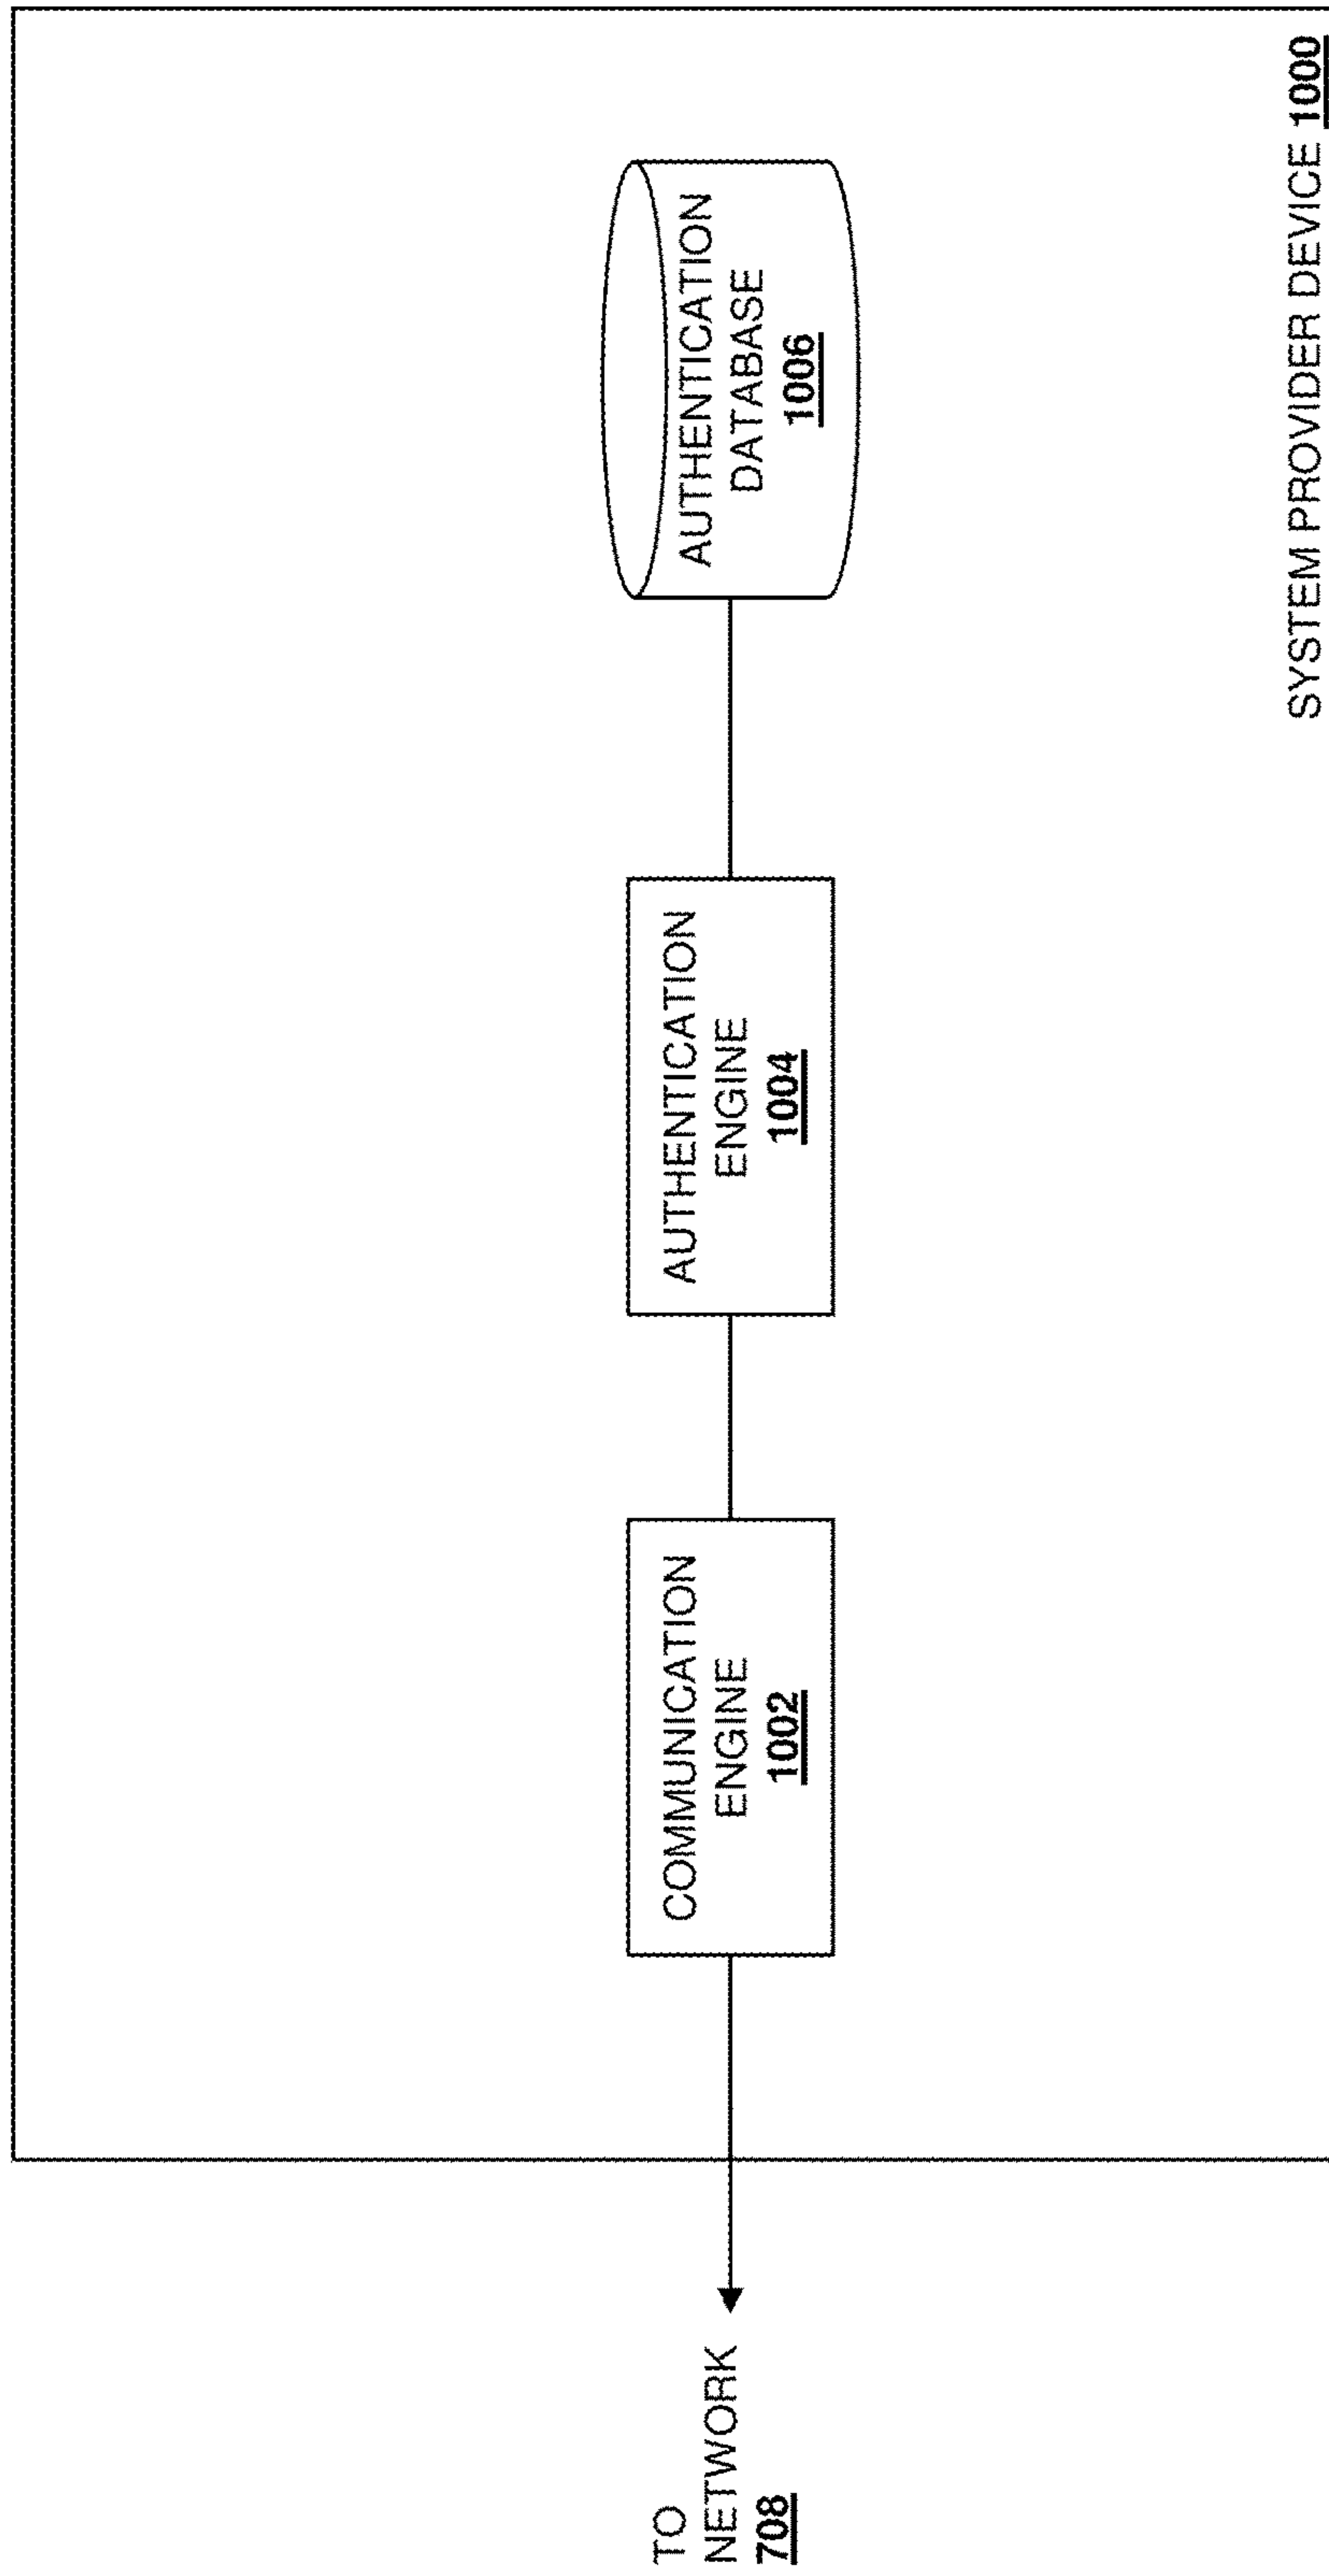 TO
NETWORK
708
COMMUNICATION
ENGINE
1002
AUTHENTICATION
ENGINE
1004
AUTHENTICATION
DATABASE
1006
SYSTEM PROVIDER DEVICE 1000